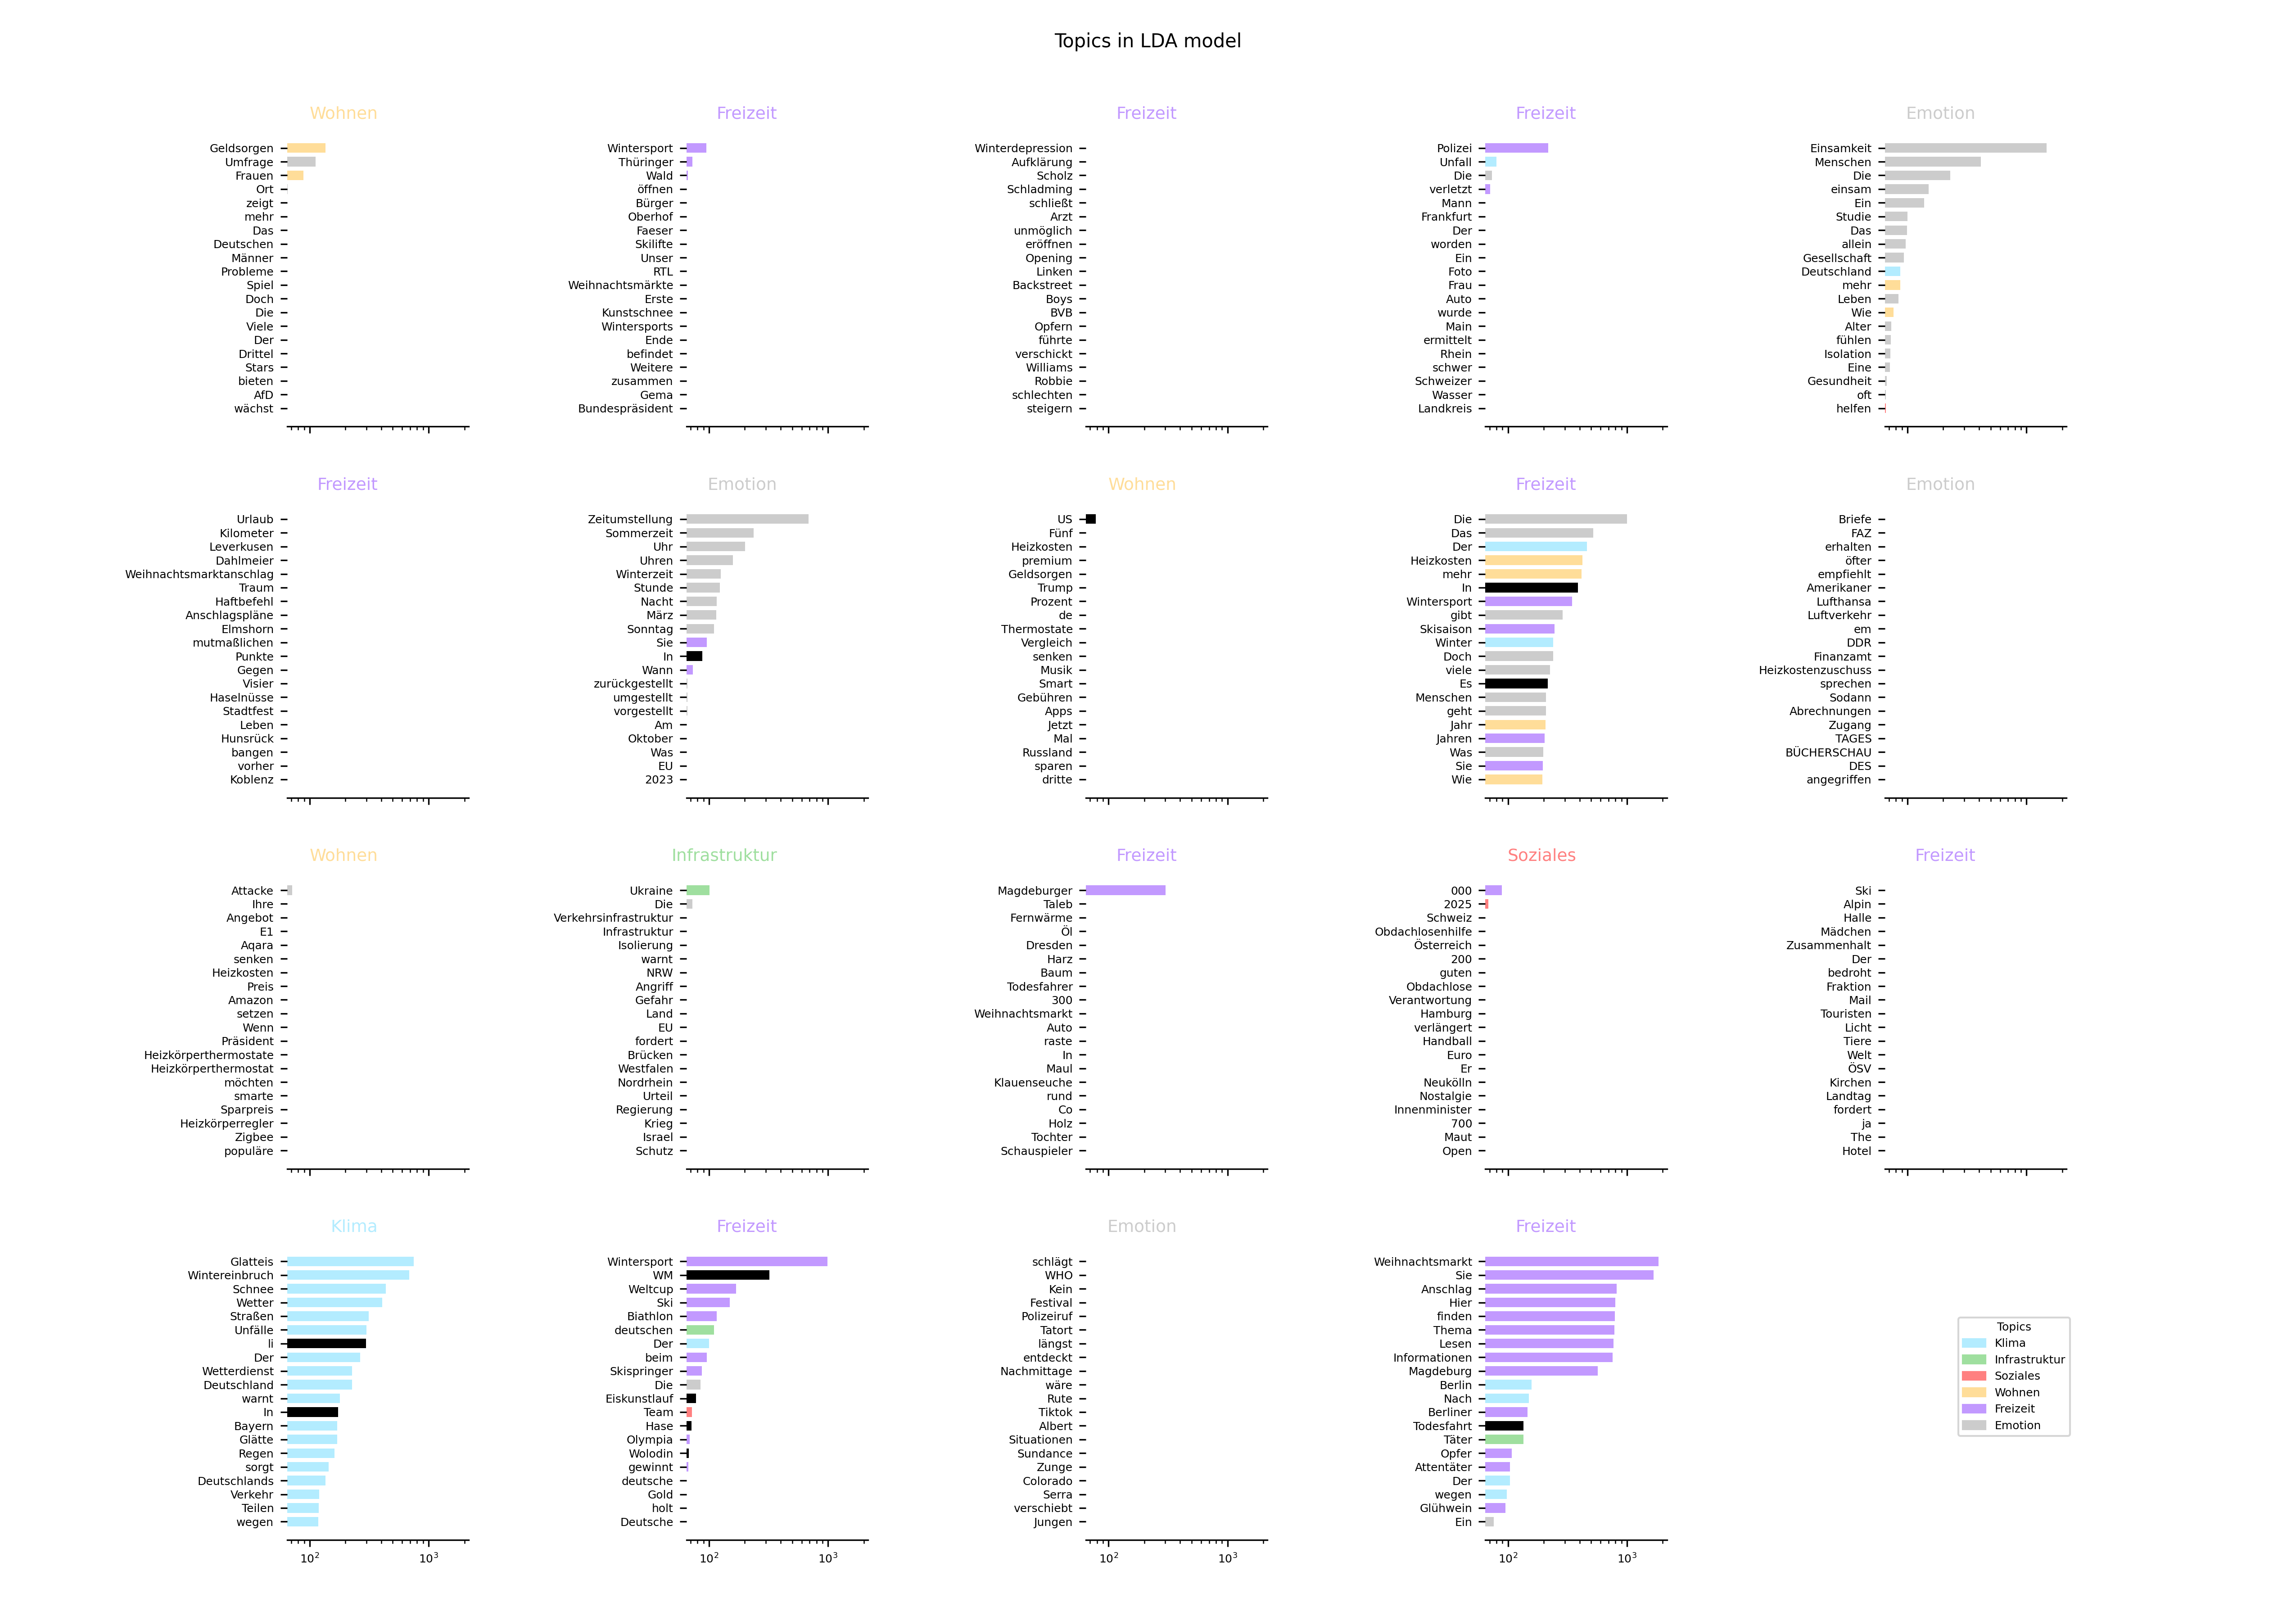 Topics in LDA model
Wohnen
Geldsorgen
Umfrage
Frauen
Ort
zeigt
mehr
Das
Deutschen
Männer
Probleme
Spiel
Doch
Die
Viele
Der
Drittel
Stars
bieten
AfD
wächst
Freizeit
Wintersport
Thüringer
Wald
öffnen
Bürger
Oberhof
Faeser
Skilifte
Unser
RTL
Weihnachtsmärkte
Erste
Kunstschnee
Wintersports
Ende
befindet
Weitere
zusammen
Gema
Bundespräsident
Freizeit
Winterdepression
Aufklärung
Scholz
Schladming
schließt
Arzt
unmöglich
eröffnen
Opening
Linken
Backstreet
Boys
BVB
Opfern
führte
verschickt
Williams
Robbie
schlechten
steigern
Freizeit
Polizei
Unfall
Die
verletzt
Mann
Frankfurt
Der
worden
Ein
Foto
Frau
Auto
wurde
Main
ermittelt
Rhein
schwer
Schweizer
Wasser
Landkreis
Emotion
Einsamkeit
Menschen
Die
einsam
Ein
Studie
Das
allein
Gesellschaft
Deutschland
mehr
Leben
Wie
Alter
fühlen
Isolation
Eine
Gesundheit
oft
helfen
Freizeit
Urlaub
Kilometer
Leverkusen
Dahlmeier
Weihnachtsmarktanschlag
Traum
Haftbefehl
Anschlagspläne
Elmshorn
mutmaßlichen
Punkte
Gegen
Visier
Haselnüsse
Stadtfest
Leben
Hunsrück
bangen
vorher
Koblenz
Emotion
Zeitumstellung
Sommerzeit
Uhr
Uhren
Winterzeit
Stunde
Nacht
März
Sonntag
Sie
In
Wann
zurückgestellt
umgestellt
vorgestellt
Am
Oktober
Was
EU
2023
Wohnen
US
Fünf
Heizkosten
premium
Geldsorgen
Trump
Prozent
de
Thermostate
Vergleich
senken
Musik
Smart
Gebühren
Apps
Jetzt
Mal
Russland
sparen
dritte
Freizeit
Die
Das
Der
Heizkosten
mehr
In
Wintersport
gibt
Skisaison
Winter
Doch
viele
Es
Menschen
geht
Jahr
Jahren
Was
Sie
Wie
Emotion
Briefe
FAZ
erhalten
öfter
empfiehlt
Amerikaner
Lufthansa
Luftverkehr
em
DDR
Finanzamt
Heizkostenzuschuss
sprechen
Sodann
Abrechnungen
Zugang
TAGES
BÜCHERSCHAU
DES
angegriffen
Wohnen
Attacke
Ihre
Angebot
E1
Aqara
senken
Heizkosten
Preis
Amazon
setzen
Wenn
Präsident
Heizkörperthermostate
Heizkörperthermostat
möchten
smarte
Sparpreis
Heizkörperregler
Zigbee
populäre
Infrastruktur
Ukraine
Die
Verkehrsinfrastruktur
Infrastruktur
Isolierung
warnt
NRW
Angriff
Gefahr
Land
EU
fordert
Brücken
Westfalen
Nordrhein
Urteil
Regierung
Krieg
Israel
Schutz
Freizeit
Magdeburger
Taleb
Fernwärme
Öl
Dresden
Harz
Baum
Todesfahrer
300
Weihnachtsmarkt
Auto
raste
In
Maul
Klauenseuche
rund
Co
Holz
Tochter
Schauspieler
Soziales
000
2025
Schweiz
Obdachlosenhilfe
Österreich
200
guten
Obdachlose
Verantwortung
Hamburg
verlängert
Handball
Euro
Er
Neukölln
Nostalgie
Innenminister
700
Maut
Open
Freizeit
Ski
Alpin
Halle
Mädchen
Zusammenhalt
Der
bedroht
Fraktion
Mail
Touristen
Licht
Tiere
Welt
ÖSV
Kirchen
Landtag
fordert
ja
The
Hotel
Klima
Glatteis
Wintereinbruch
Schnee
Wetter
Straßen
Unfälle
li
Der
Wetterdienst
Deutschland
warnt
In
Bayern
Glätte
Regen
sorgt
Deutschlands
Verkehr
Teilen
wegen
10²
10³
Freizeit
Wintersport
WM
Weltcup
Ski
Biathlon
deutschen
Der
beim
Skispringer
Die
Eiskunstlauf
Team
Hase
Olympia
Wolodin
gewinnt
deutsche
Gold
holt
Deutsche
10²
10³
Emotion
schlägt
WHO
Kein
Festival
Polizeiruf
Tatort
längst
entdeckt
Nachmittage
wäre
Rute
Tiktok
Albert
Situationen
Sundance
Zunge
Colorado
Serra
verschiebt
Jungen
10²
10³
Freizeit
Weihnachtsmarkt
Sie
Anschlag
Hier
finden
Thema
Lesen
Informationen
Magdeburg
Berlin
Nach
Berliner
Todesfahrt
Täter
Opfer
Attentäter
Der
wegen
Glühwein
Ein
10²
10³
Topics
Klima
Infrastruktur
Soziales
Wohnen
Freizeit
Emotion